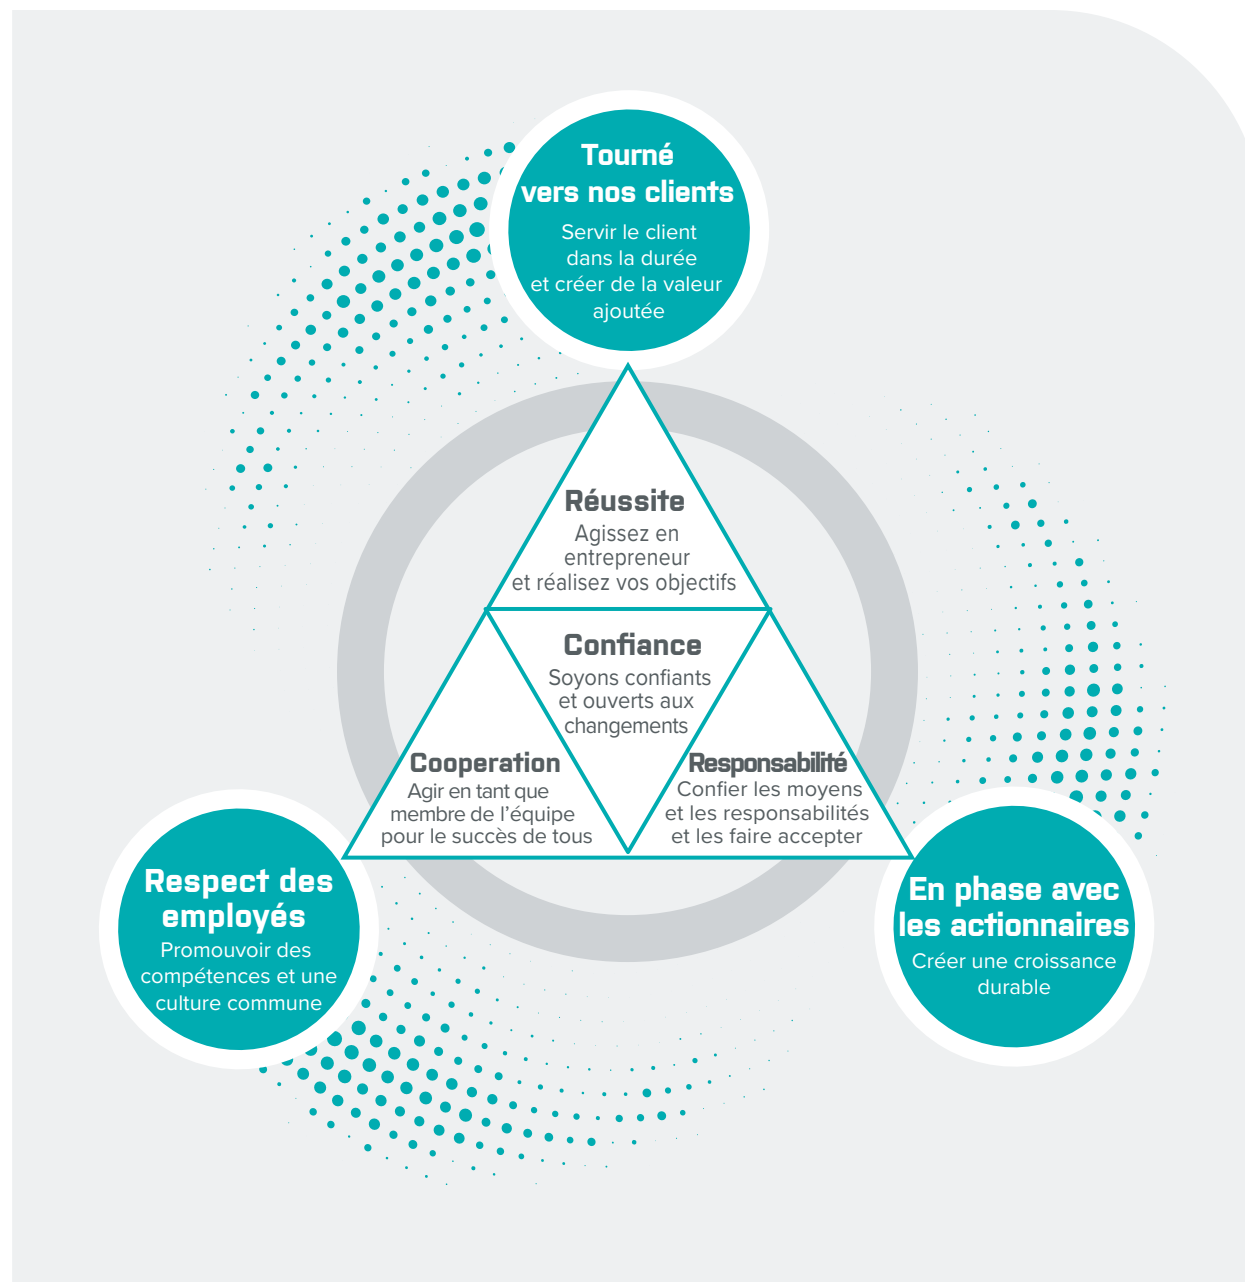 Tourné
vers nos clients
Servir le client
dans la durée
et créer de la valeur
ajoutée
Réussite
Agissez en
entrepreneur
et réalisez vos objectifs
Confiance
Soyons confiants
et ouverts aux
changements
Cooperation
Agir en tant que
membre de l’équipe
pour le succès de tous
Responsabilité
Confier les moyens
et les responsabilités
et les faire accepter
Respect des
employés
Promouvoir des
compétences et une
culture commune
En phase avec
les actionnaires
Créer une croissance
durable